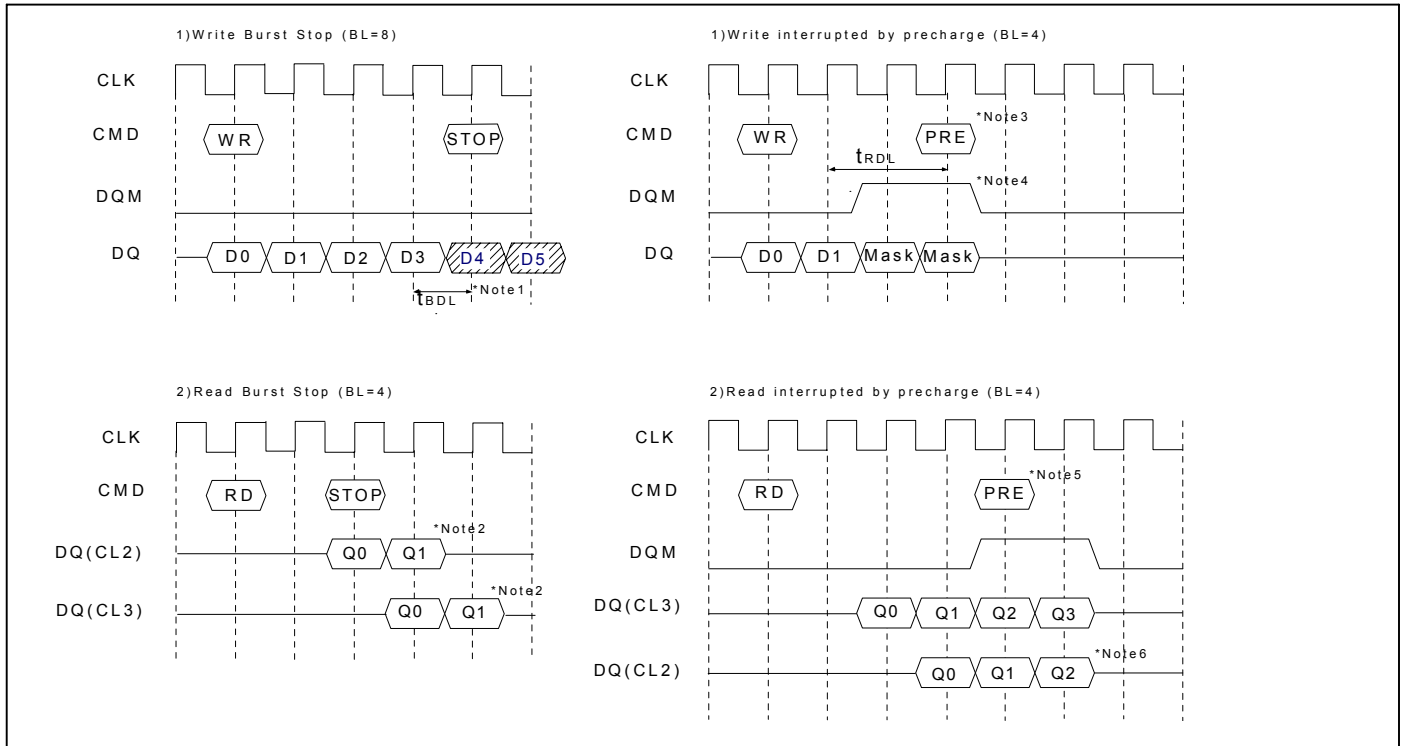 1)Write Burst Stop (BL=8)
CLK
CMD WR STOP
DQM
DQ D0 D1 D2 D3 D4 D5
tBDL *Note1
1)Write interrupted by precharge (BL=4)
CLK
CMD WR PRE *Note3
tRDL
DQM *Note4
DQ D0 D1 Mask Mask
2)Read Burst Stop (BL=4)
CLK
CMD RD STOP
DQ(CL2) Q0 Q1 *Note2
DQ(CL3) Q0 Q1 *Note2
2)Read interrupted by precharge (BL=4)
CLK
CMD RD PRE *Note5
DQM
DQ(CL3) Q0 Q1 Q2 Q3
DQ(CL2) Q0 Q1 Q2 *Note6